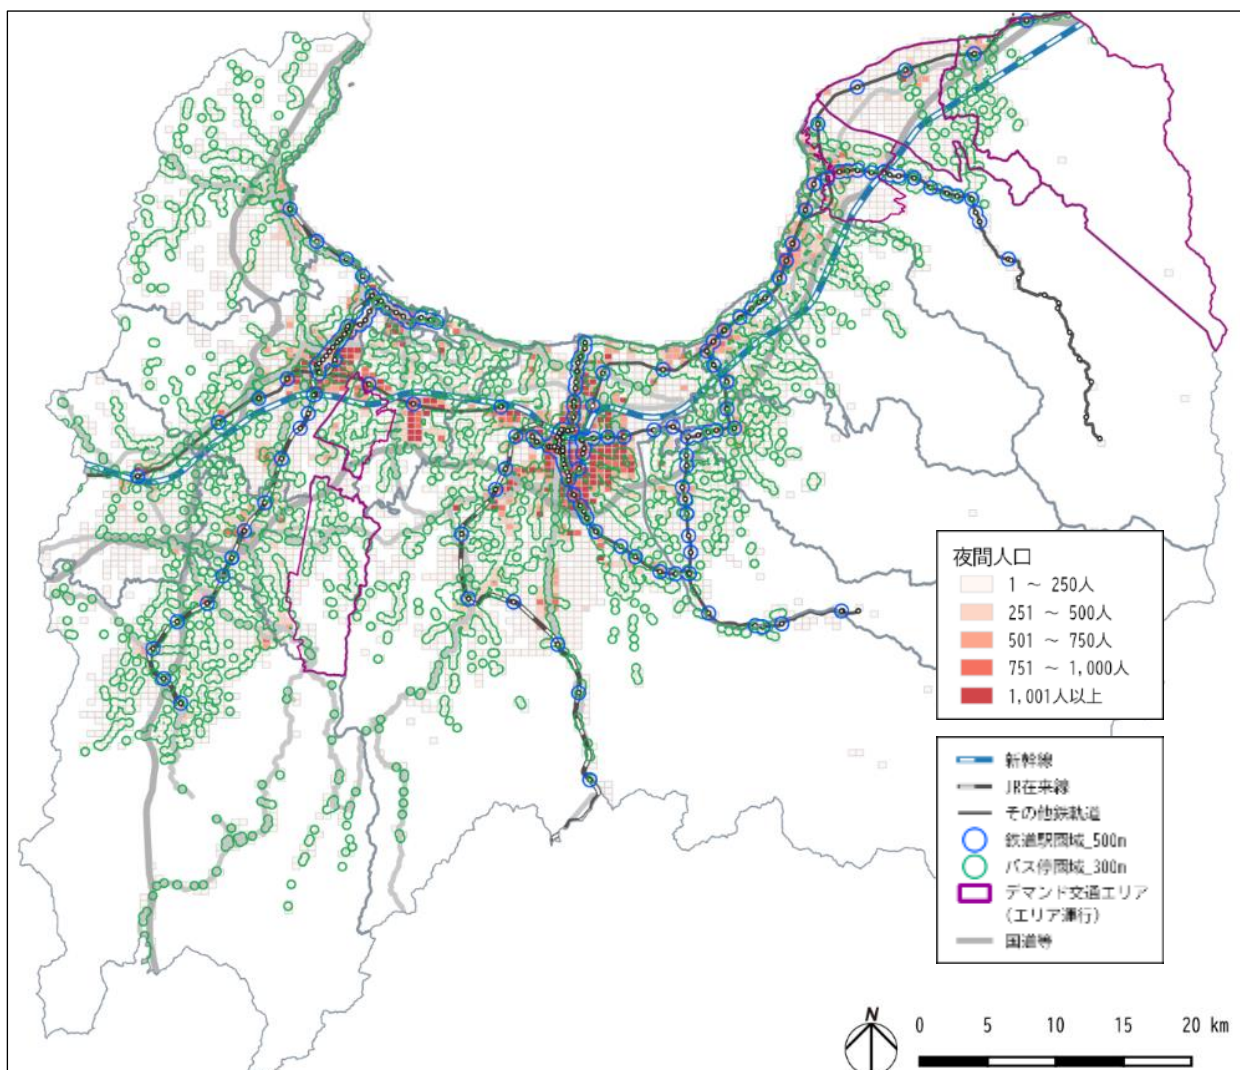 夜間人口
1 ～ 250人
251 ～ 500人
501 ～ 750人
751 ～ 1,000人
1,001人以上
新幹線
JR在来線
その他鉄軌道
鉄道駅圏域_500m
バス停圏域_300m
デマンド交通エリア
(エリア運行)
国道等
N
0 5 10 15 20 km